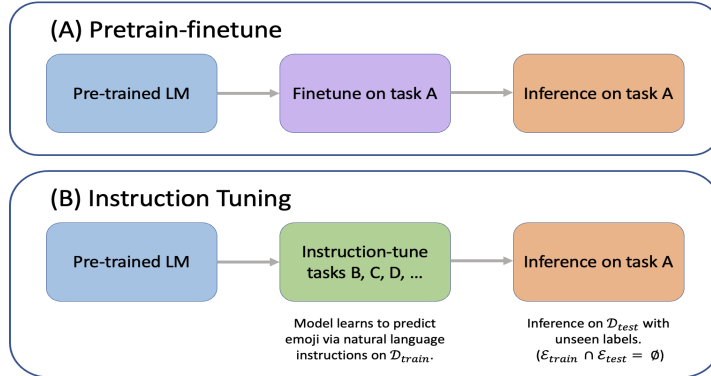 (A) Pretrain-finetune
Pre-trained LM
Finetune on task A
Inference on task A
(B) Instruction Tuning
Pre-trained LM
Instruction-tune
tasks B, C, D, ...
Inference on task A
Model learns to predict
emoji via natural language
instructions on 𝒟train.
Inference on 𝒟test with
unseen labels.
(ℰtrain ∩ ℰtest = ∅)